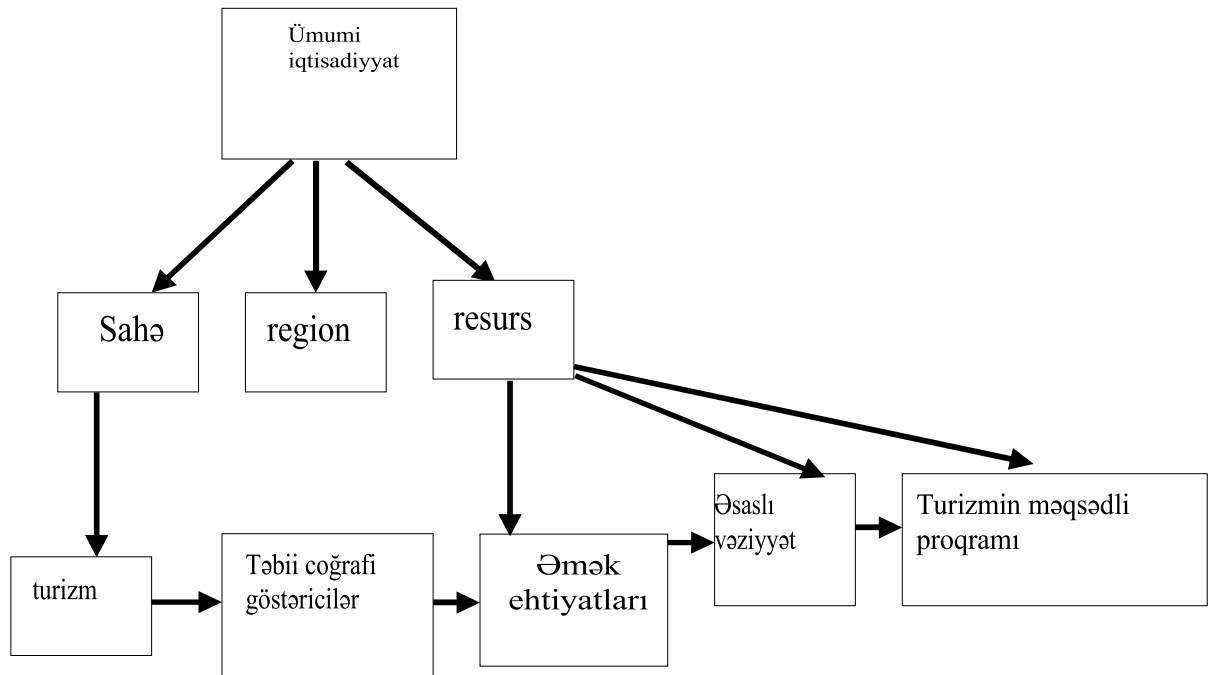 Ümumi
iqtisadiyyat
Sahə
region
resurs
turizm
Təbii coğrafi
göstəricilər
Əmək
ehtiyatları
Əsaslı
vəziyyət
Turizmin məqsədli
proqramı